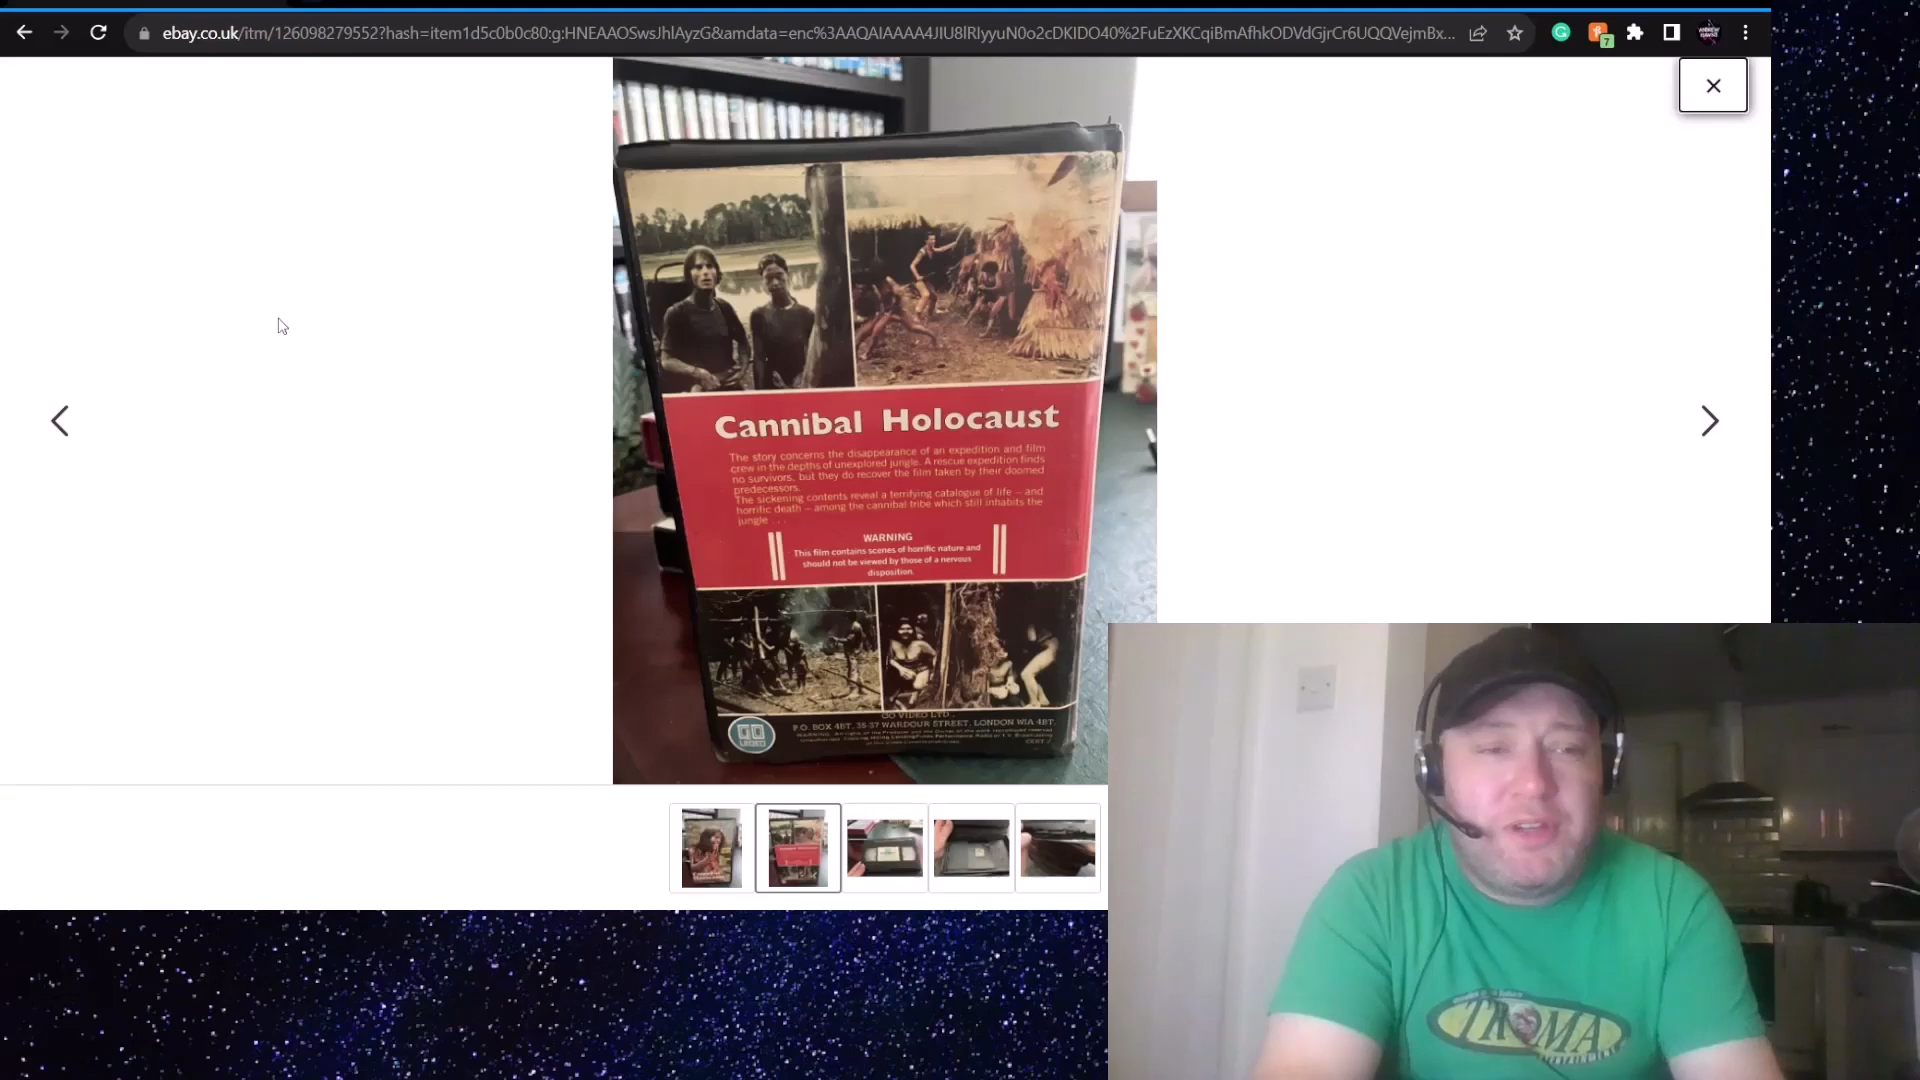 ebay.co.uk/itm/126098279552?hash=item1d5c0b0c80:g:HNEAAOSwsJhlAyzG&amdata=enc%3AAQAIAAAA4JIU8lRlyyuN0o2cDKIDO40%2FuEzXKCqiBmAfhkODVdGjrCr6UQQVejmBx...
7
Cannibal Holocaust
The story concerns the disappearance of an expedition and film
crew in the depths of unexplored jungle. A rescue expedition finds
no survivors, but they do recover the film taken by their doomed
predecessors.
The sickening contents reveal a terrifying catalogue of life – and
horrific death – among the cannibal tribe which still inhabits the
jungle . . .
WARNING
This film contains scenes of horrific nature and
should not be viewed by those of a nervous
disposition.
GO VIDEO LTD.
P.O. BOX 4BT, 35-37 WARDOUR STREET, LONDON W1A 4BT.
GO
VIDEO
TROMA